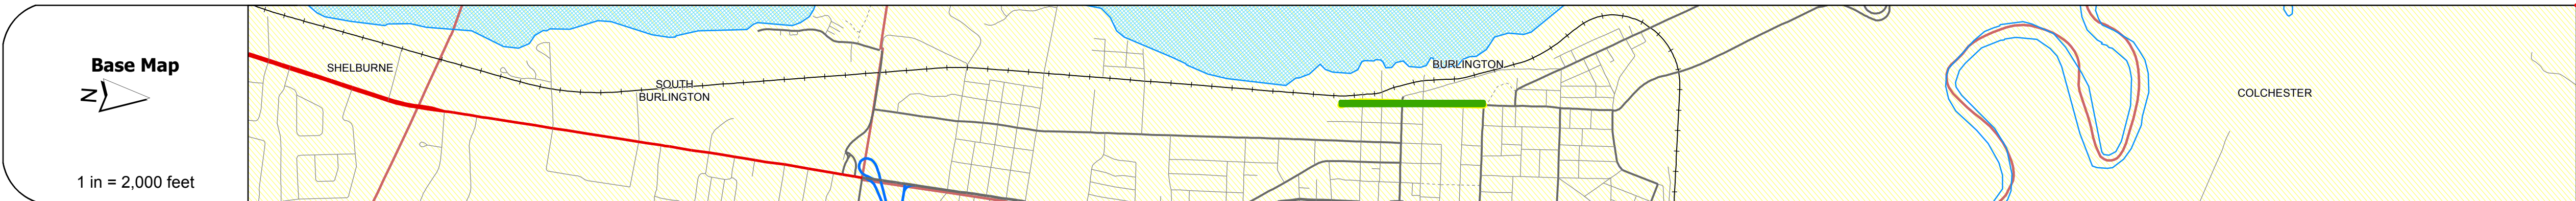 Base Map
N
1 in = 2,000 feet
SHELBURNE
SOUTH
BURLINGTON
BURLINGTON
COLCHESTER